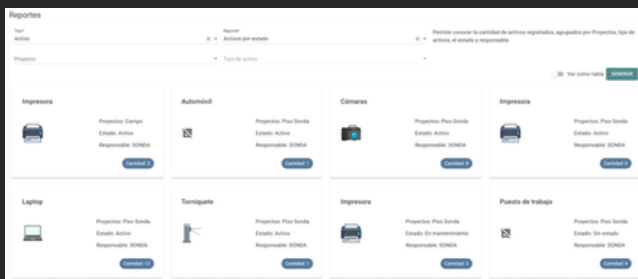 Reportes
Tipo*
Activo
Reporte*
Activos por estado
Permite conocer la cantidad de activos registrados, agrupados por Proyectos, tipo de
activos, el estado y responsable.
Proyecto
Tipo de activo
Ver como tabla
GENERAR
Impresora
Proyectos: Campo
Estado: Activo
Responsable: SONDA
Cantidad: 2
Automóvil
Proyectos: Piso Sonda
Estado: Activo
Responsable: SONDA
Cantidad: 1
Cámaras
Proyectos: Piso Sonda
Estado: Activo
Responsable: SONDA
Impresora
Proyectos: Piso Sonda
Estado: Activo
Responsable: SONDA
Laptop
Proyectos: Piso Sonda
Estado: Activo
Responsable: SONDA
Cantidad: 10
Torniquete
Proyectos: Piso Sonda
Estado: Activo
Responsable: SONDA
Cantidad: 1
Impresora
Proyectos: Piso Sonda
Estado: En mantenimiento
Responsable: SONDA
Puesto de trabajo
Proyectos: Piso Sonda
Estado: Sin estado
Responsable: SONDA
Cantidad: 4